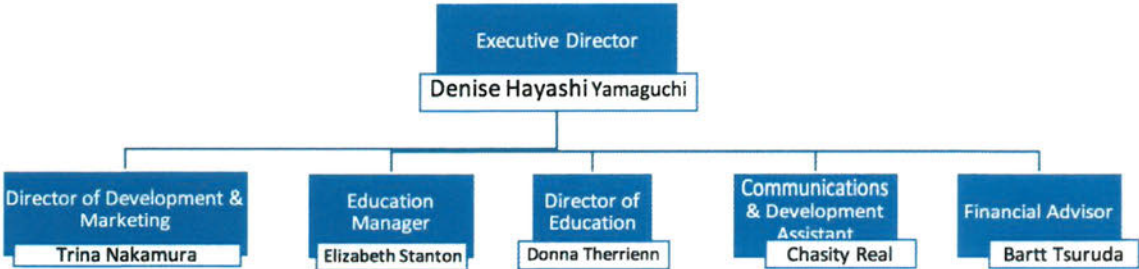 Executive Director
Denise Hayashi Yamaguchi
Director of Development &
Marketing
Trina Nakamura
Education
Manager
Elizabeth Stanton
Director of
Education
Donna Therrienn
Communications
& Development
Assistant
Chasity Real
Financial Advisor
Bartt Tsuruda